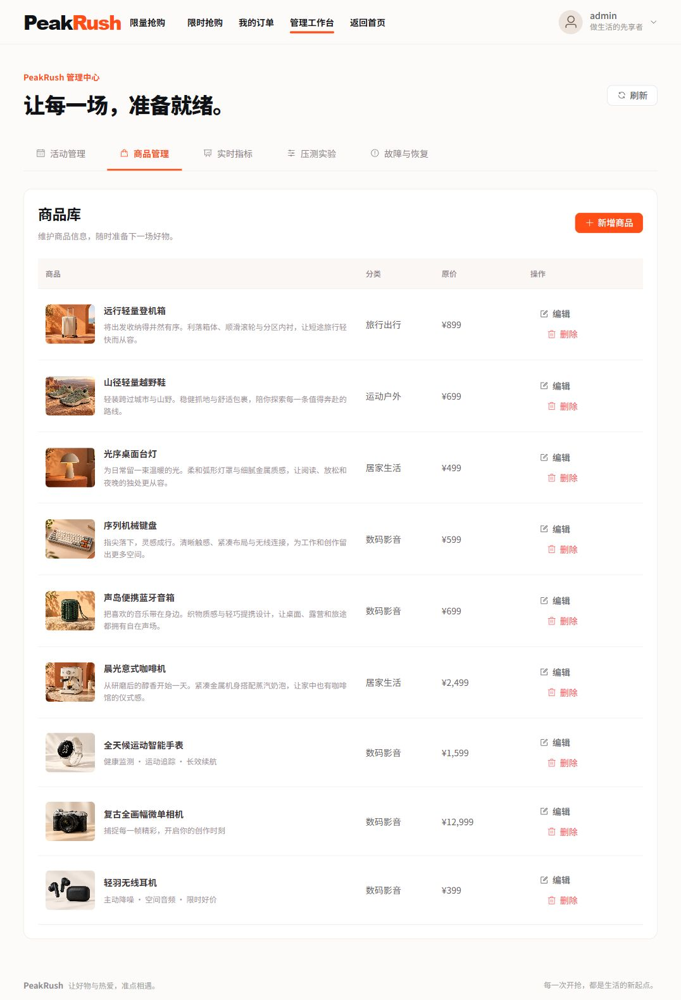 PeakRush 限量抢购 限时抢购 我的订单 管理工作台 返回首页
admin
做生活的先享者
PeakRush 管理中心
让每一场，准备就绪。
刷新
活动管理 商品管理 实时指标 压测实验 故障与恢复
商品库
维护商品信息，随时准备下一场好物。
新增商品
商品 分类 原价 操作
远行轻量登机箱
将出发收纳得井然有序。利落箱体、顺滑滚轮与分区内衬，让短途旅行轻
快而从容。
旅行出行 ¥899
编辑
删除
山径轻量越野鞋
轻装跨过城市与山野。稳健抓地与舒适包裹，陪你探索每一条值得奔赴的
路线。
运动户外 ¥699
编辑
删除
光序桌面台灯
为日常留一束温暖的光。柔和弧形灯罩与细腻金属质感，让阅读、放松和
夜晚的独处更从容。
居家生活 ¥499
编辑
删除
序列机械键盘
指尖落下，灵感成行。清晰触感、紧凑布局与无线连接，为工作和创作留
出更多空间。
数码影音 ¥599
编辑
删除
声岛便携蓝牙音箱
把喜欢的音乐带在身边。织物质感与轻巧提携设计，让桌面、露营和旅途
都拥有自在声场。
数码影音 ¥699
编辑
删除
晨光意式咖啡机
从研磨后的醇香开始一天。紧凑金属机身搭配蒸汽奶泡，让家中也有咖啡
馆的仪式感。
居家生活 ¥2,499
编辑
删除
全天候运动智能手表
健康监测 · 运动追踪 · 长效续航
数码影音 ¥1,599
编辑
删除
复古全画幅微单相机
捕捉每一帧精彩，开启你的创作时刻
数码影音 ¥12,999
编辑
删除
轻羽无线耳机
主动降噪 · 空间音频 · 限时好价
数码影音 ¥399
编辑
删除
PeakRush 让好物与热爱，准点相遇。
每一次开抢，都是生活的新起点。